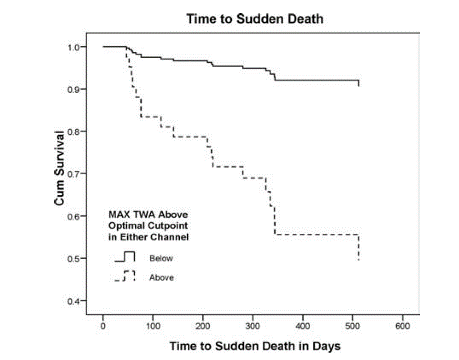 Time to Sudden Death
1.0
0.9
0.8
0.7
0.6
0.5
0.4
Cum Survival
MAX TWA Above
Optimal Cutpoint
in Either Channel
Below
Above
0 100 200 300 400 500 600
Time to Sudden Death in Days